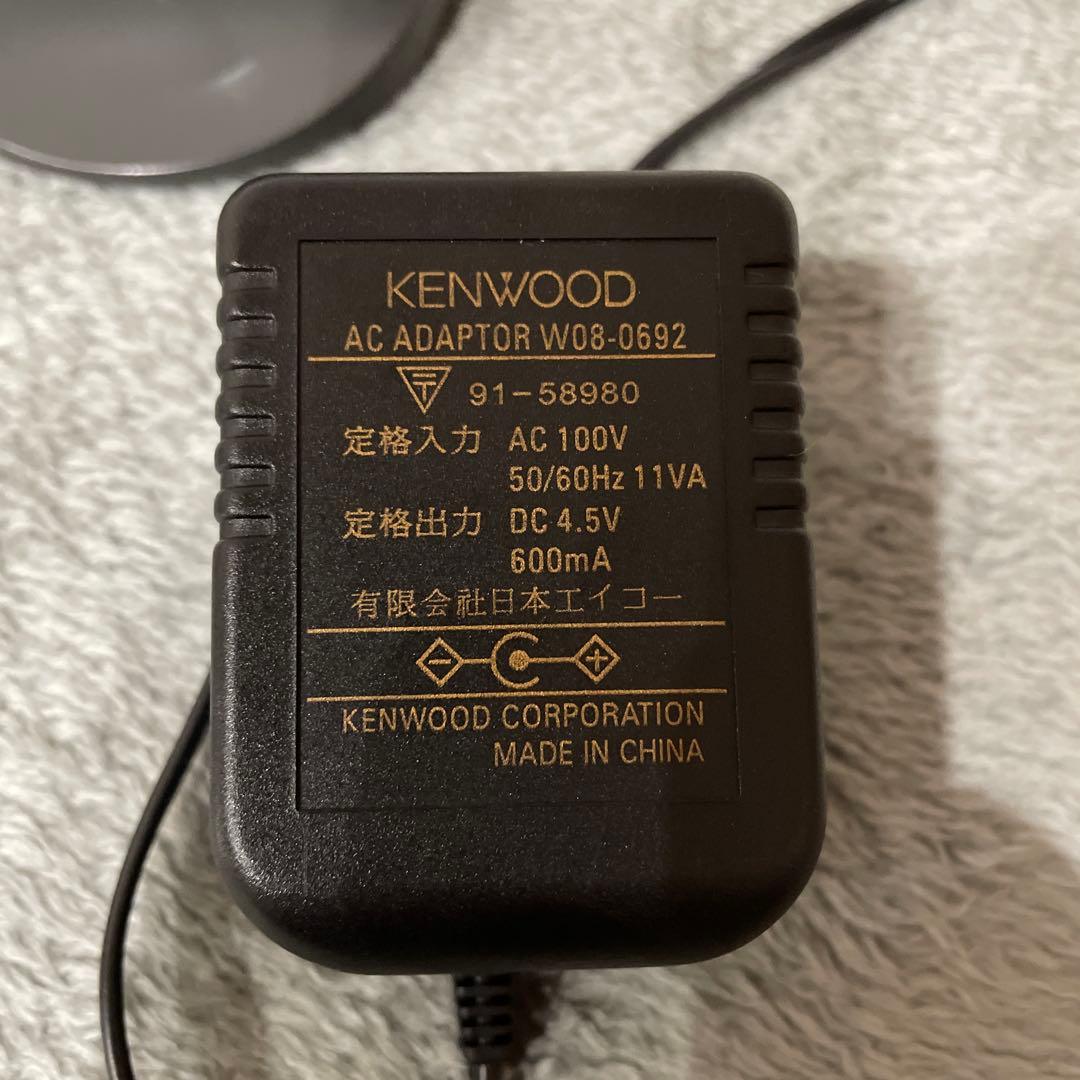 KENWOOD
AC ADAPTOR W08-0692
〒 91-58980
定格入力 AC 100V
50/60Hz 11VA
定格出力 DC 4.5V
600mA
有限会社日本エイコー
- +
KENWOOD CORPORATION
MADE IN CHINA